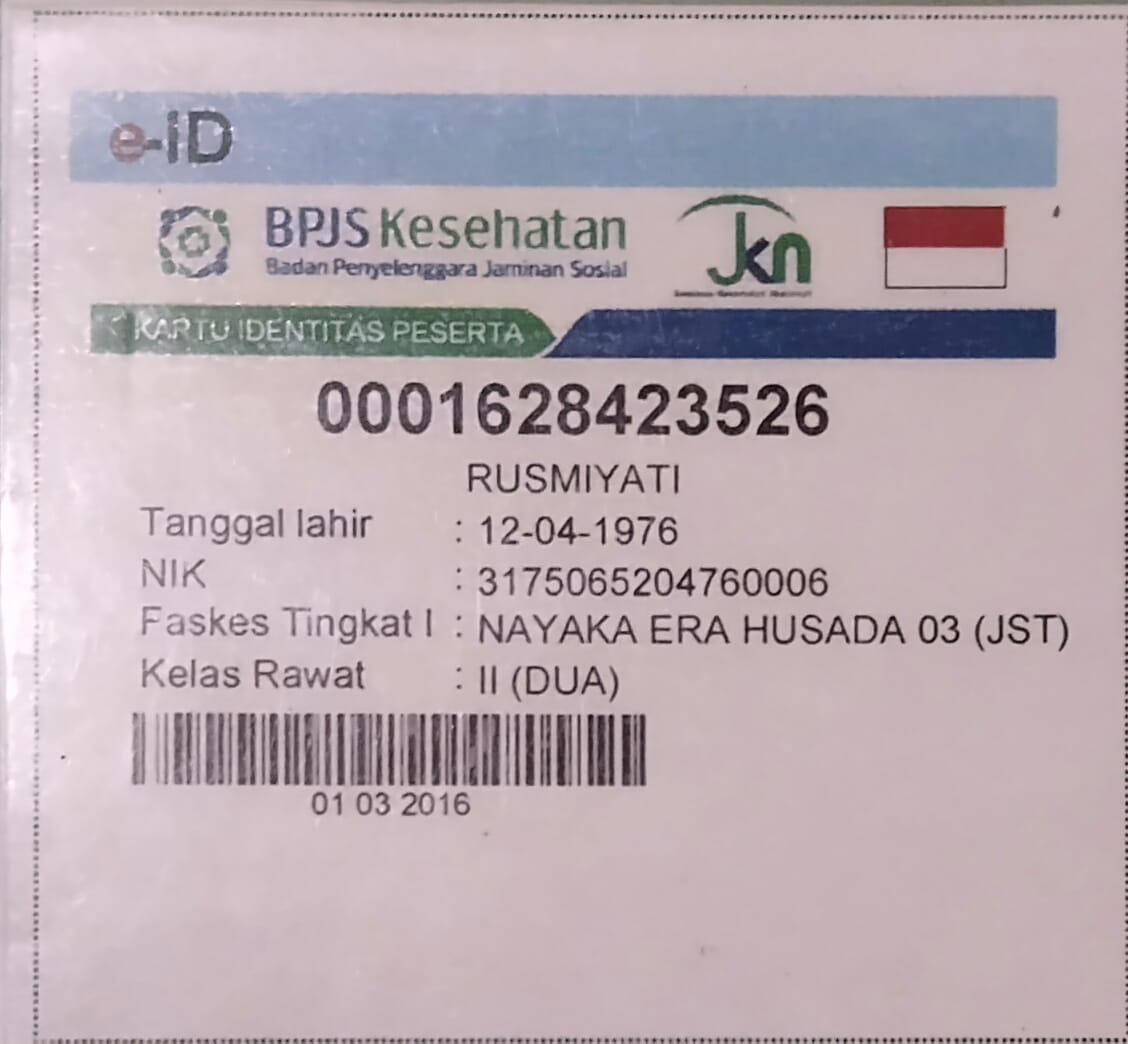 e-ID
BPJS Kesehatan
Badan Penyelenggara Jaminan Sosial
Jkn
KARTU IDENTITAS PESERTA
0001628423526
RUSMIYATI
Tanggal lahir : 12-04-1976
NIK : 3175065204760006
Faskes Tingkat I : NAYAKA ERA HUSADA 03 (JST)
Kelas Rawat : II (DUA)
01 03 2016